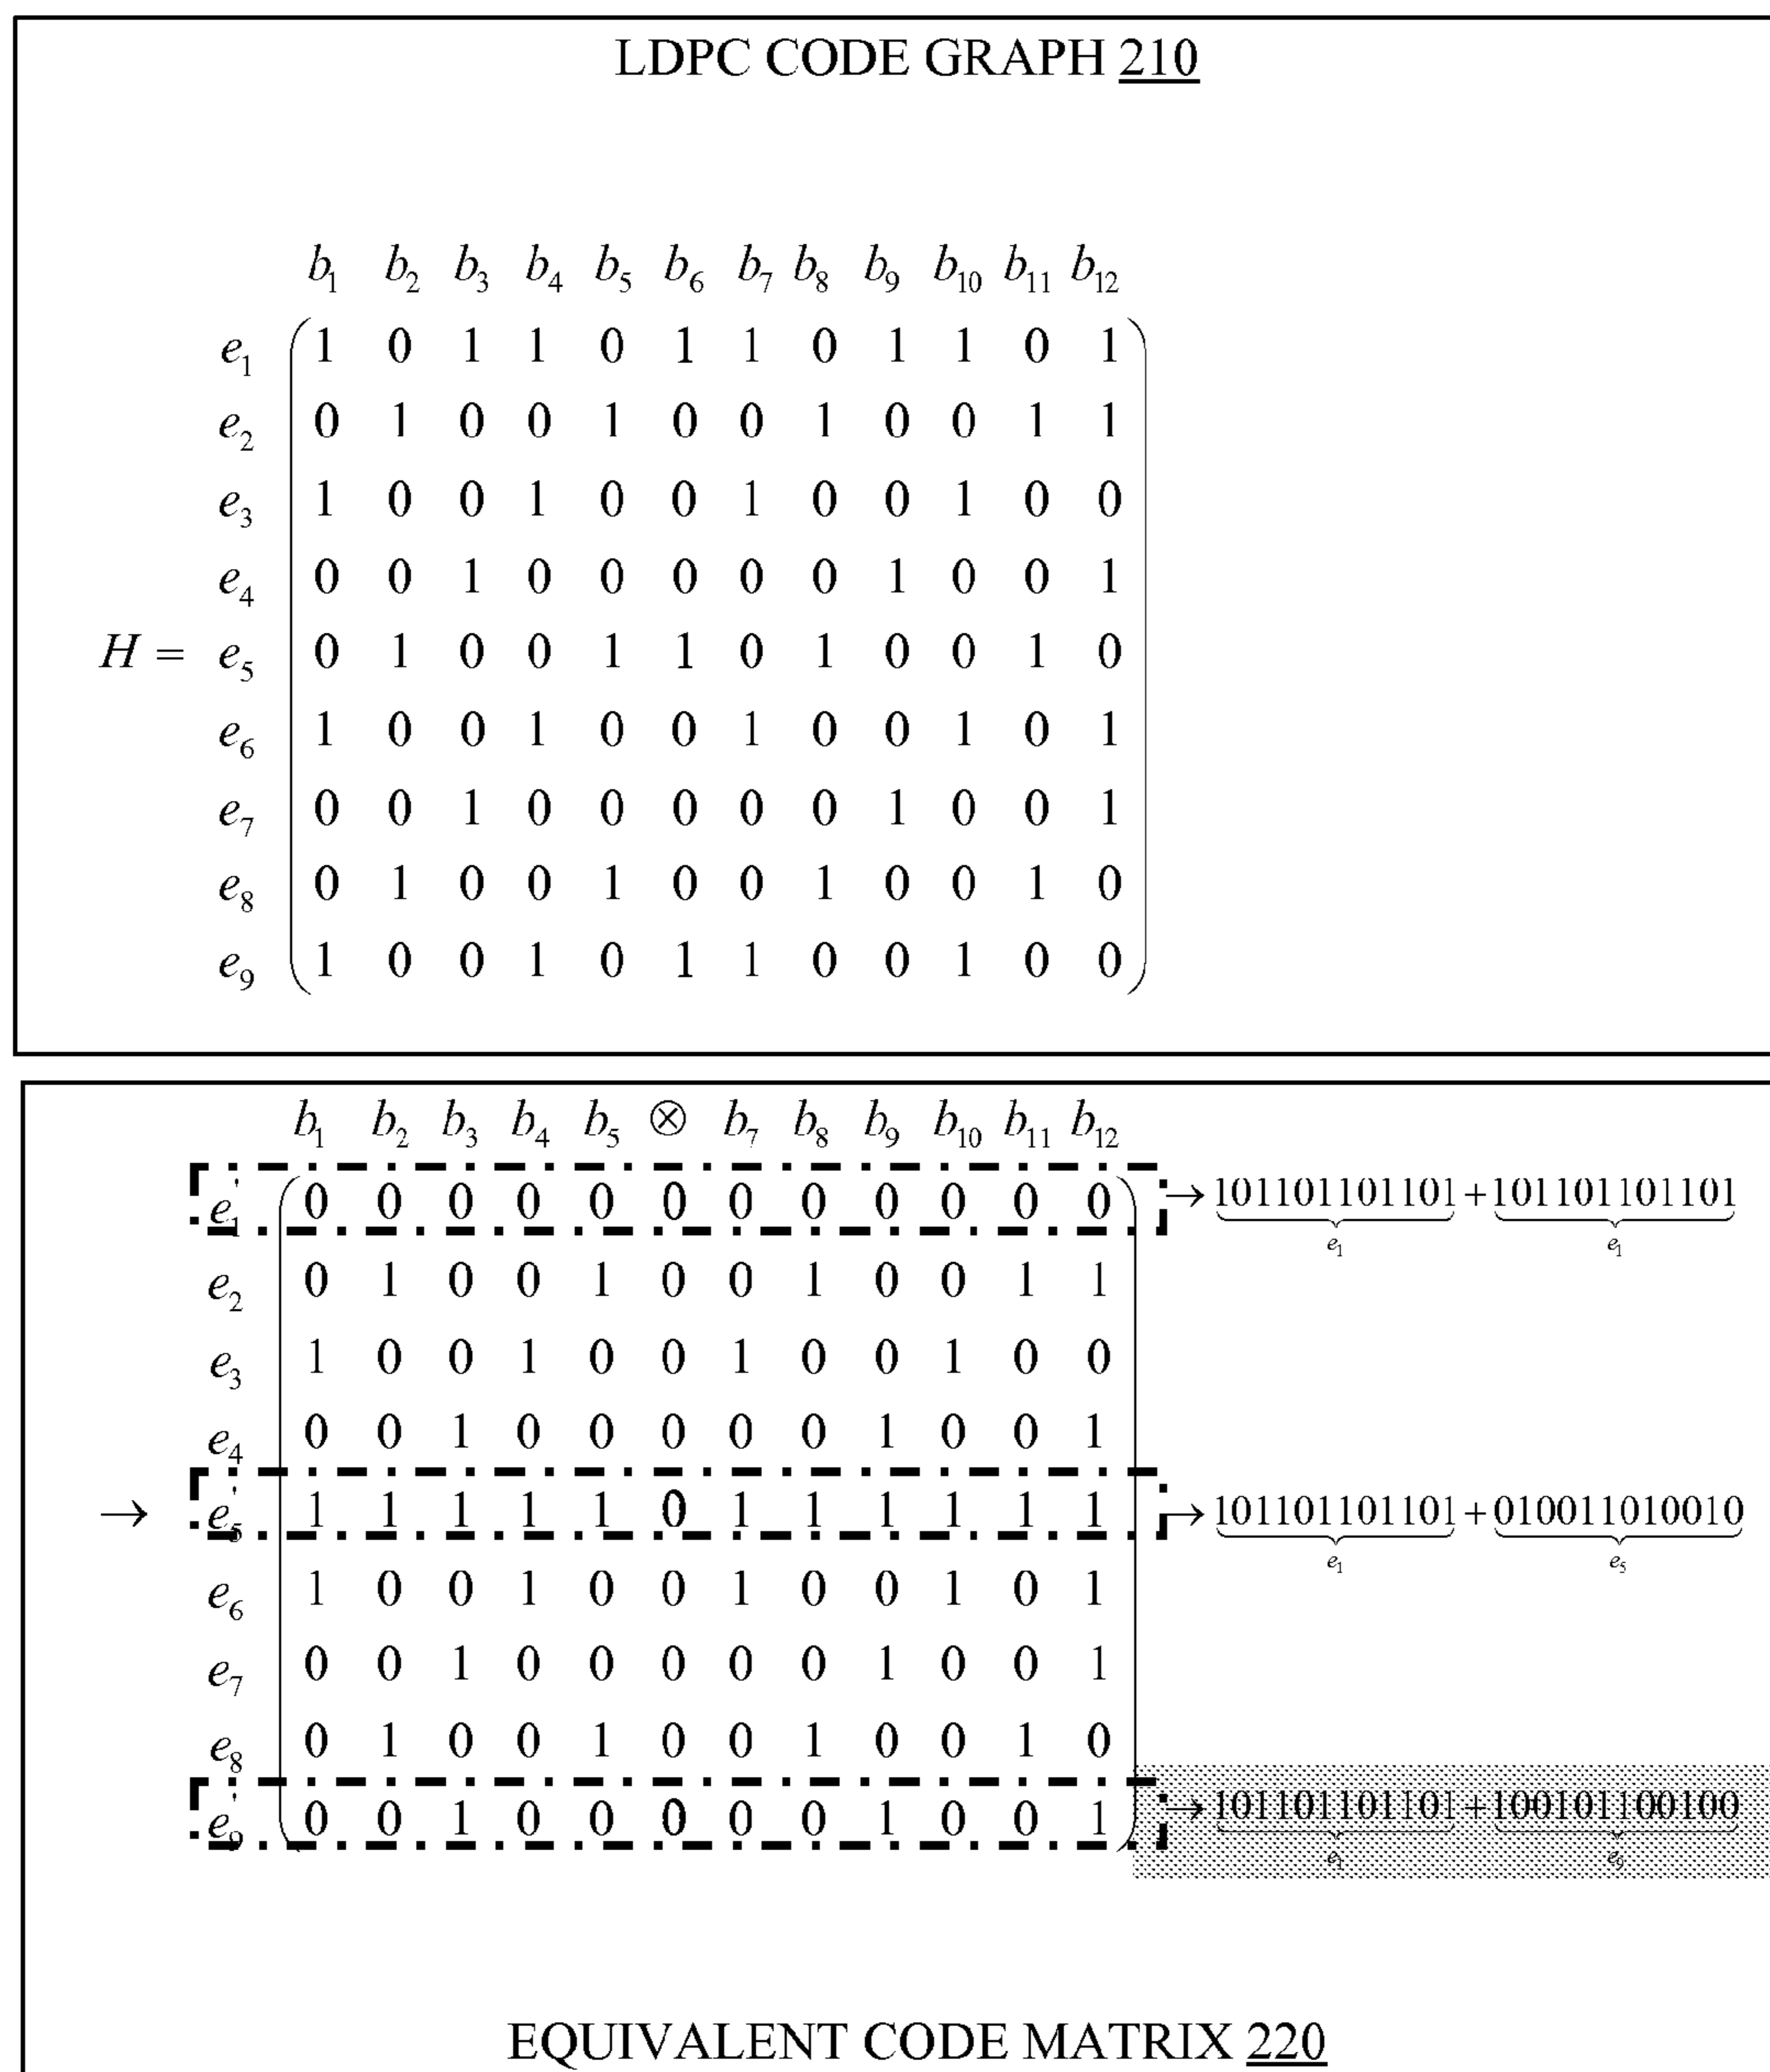 LDPC CODE GRAPH 210
b1 b2 b3 b4 b5 b6 b7 b8 b9 b10 b11 b12
e1 1 0 1 1 0 1 1 0 1 1 0 1
e2 0 1 0 0 1 0 0 1 0 0 1 1
e3 1 0 0 1 0 0 1 0 0 1 0 0
e4 0 0 1 0 0 0 0 0 1 0 0 1
H = e5 0 1 0 0 1 1 0 1 0 0 1 0
e6 1 0 0 1 0 0 1 0 0 1 0 1
e7 0 0 1 0 0 0 0 0 1 0 0 1
e8 0 1 0 0 1 0 0 1 0 0 1 0
e9 1 0 0 1 0 1 1 0 0 1 0 0
b1 b2 b3 b4 b5 ⊗ b7 b8 b9 b10 b11 b12
e1' 0 0 0 0 0 0 0 0 0 0 0 0 → 101101101101 + 101101101101
e1 e1
e2 0 1 0 0 1 0 0 1 0 0 1 1
e3 1 0 0 1 0 0 1 0 0 1 0 0
e4 0 0 1 0 0 0 0 0 1 0 0 1
→ e5' 1 1 1 1 1 0 1 1 1 1 1 1 → 101101101101 + 010011010010
e1 e5
e6 1 0 0 1 0 0 1 0 0 1 0 1
e7 0 0 1 0 0 0 0 0 1 0 0 1
e8 0 1 0 0 1 0 0 1 0 0 1 0
e9' 0 0 1 0 0 0 0 0 1 0 0 1 → 101101101101 + 100101100100
e1 e9
EQUIVALENT CODE MATRIX 220